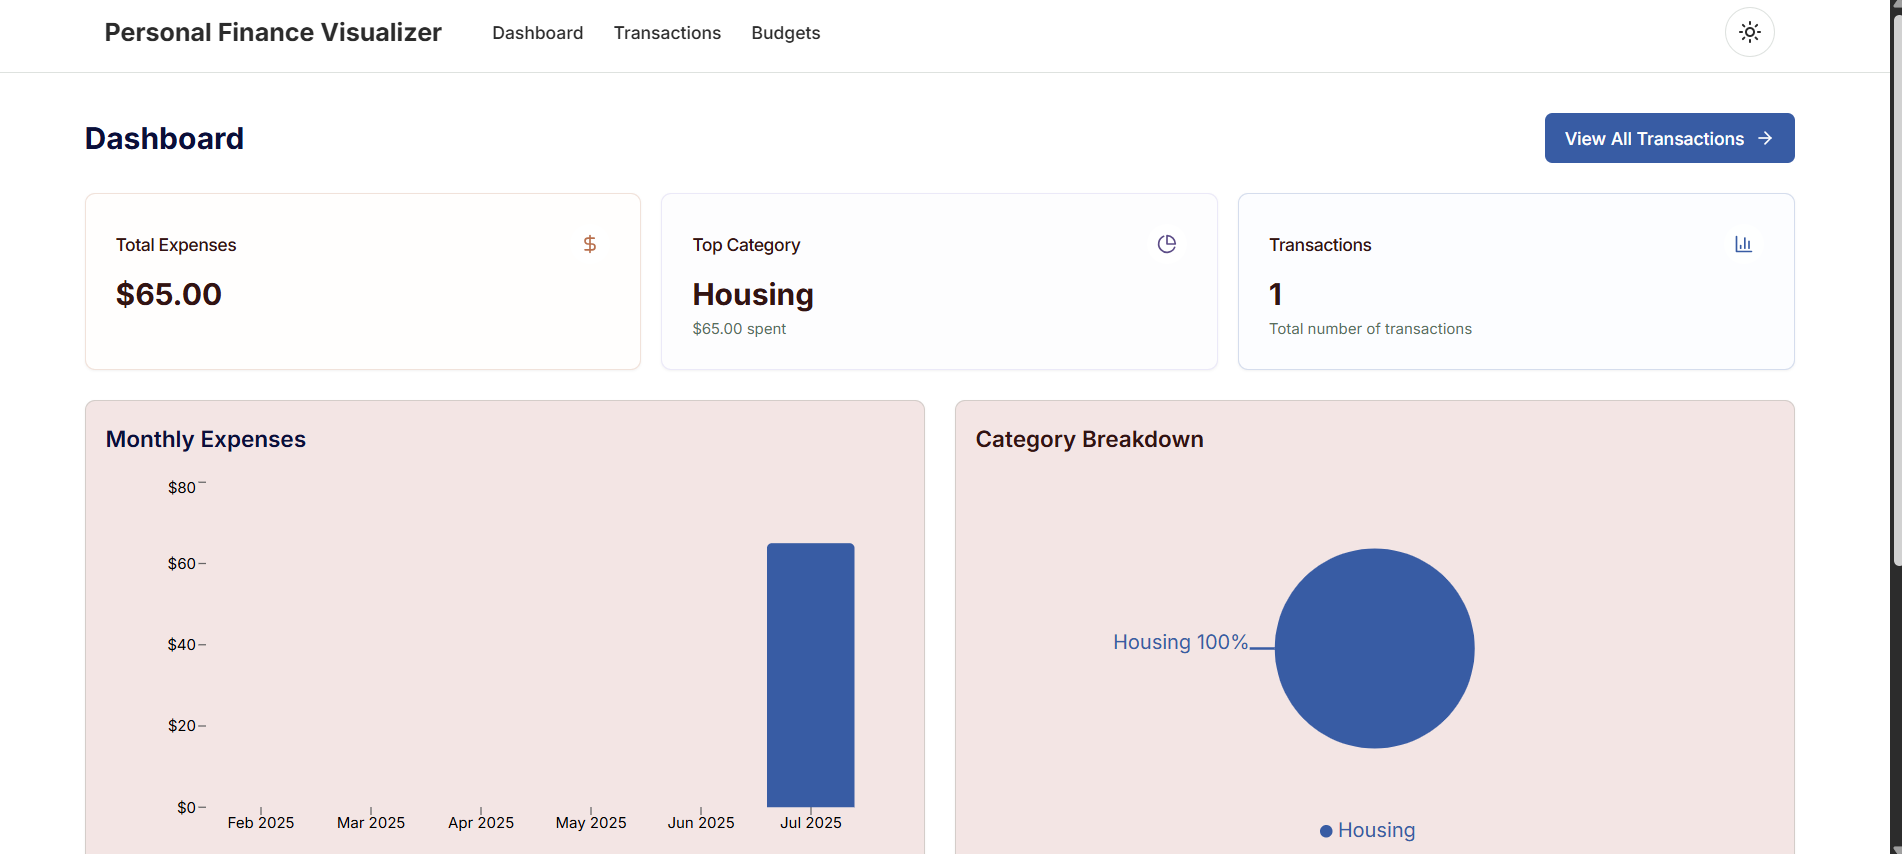 Personal Finance Visualizer
Dashboard
Transactions
Budgets
Dashboard
View All Transactions
Total Expenses
$65.00
Top Category
Housing
$65.00 spent
Transactions
1
Total number of transactions
Monthly Expenses
$80
$60
$40
$20
$0
Feb 2025
Mar 2025
Apr 2025
May 2025
Jun 2025
Jul 2025
Category Breakdown
Housing 100%
Housing